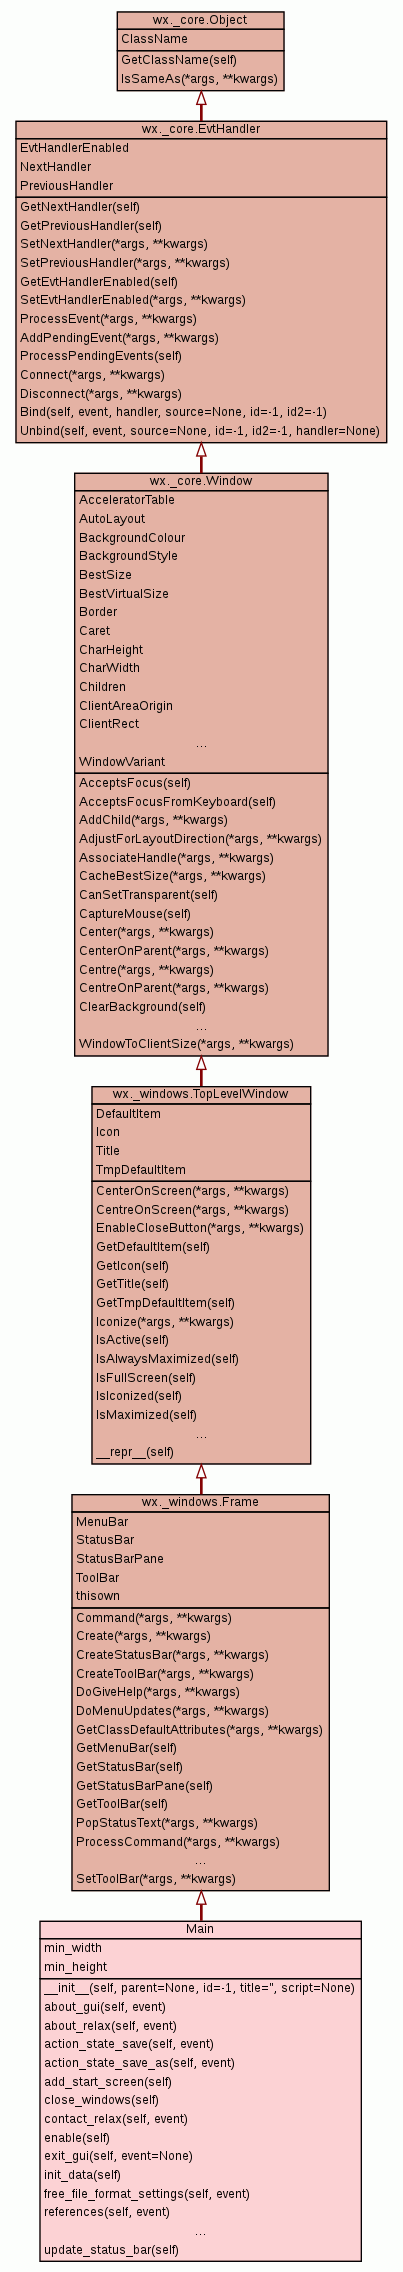 wx._core.Object
ClassName
GetClassName(self)
IsSameAs(*args, **kwargs)
wx._core.EvtHandler
EvtHandlerEnabled
NextHandler
PreviousHandler
GetNextHandler(self)
GetPreviousHandler(self)
SetNextHandler(*args, **kwargs)
SetPreviousHandler(*args, **kwargs)
GetEvtHandlerEnabled(self)
SetEvtHandlerEnabled(*args, **kwargs)
ProcessEvent(*args, **kwargs)
AddPendingEvent(*args, **kwargs)
ProcessPendingEvents(self)
Connect(*args, **kwargs)
Disconnect(*args, **kwargs)
Bind(self, event, handler, source=None, id=-1, id2=-1)
Unbind(self, event, source=None, id=-1, id2=-1, handler=None)
wx._core.Window
AcceleratorTable
AutoLayout
BackgroundColour
BackgroundStyle
BestSize
BestVirtualSize
Border
Caret
CharHeight
CharWidth
Children
ClientAreaOrigin
ClientRect
...
WindowVariant
AcceptsFocus(self)
AcceptsFocusFromKeyboard(self)
AddChild(*args, **kwargs)
AdjustForLayoutDirection(*args, **kwargs)
AssociateHandle(*args, **kwargs)
CacheBestSize(*args, **kwargs)
CanSetTransparent(self)
CaptureMouse(self)
Center(*args, **kwargs)
CenterOnParent(*args, **kwargs)
Centre(*args, **kwargs)
CentreOnParent(*args, **kwargs)
ClearBackground(self)
...
WindowToClientSize(*args, **kwargs)
wx._windows.TopLevelWindow
DefaultItem
Icon
Title
TmpDefaultItem
CenterOnScreen(*args, **kwargs)
CentreOnScreen(*args, **kwargs)
EnableCloseButton(*args, **kwargs)
GetDefaultItem(self)
GetIcon(self)
GetTitle(self)
GetTmpDefaultItem(self)
Iconize(*args, **kwargs)
IsActive(self)
IsAlwaysMaximized(self)
IsFullScreen(self)
IsIconized(self)
IsMaximized(self)
...
__repr__(self)
wx._windows.Frame
MenuBar
StatusBar
StatusBarPane
ToolBar
thisown
Command(*args, **kwargs)
Create(*args, **kwargs)
CreateStatusBar(*args, **kwargs)
CreateToolBar(*args, **kwargs)
DoGiveHelp(*args, **kwargs)
DoMenuUpdates(*args, **kwargs)
GetClassDefaultAttributes(*args, **kwargs)
GetMenuBar(self)
GetStatusBar(self)
GetStatusBarPane(self)
GetToolBar(self)
PopStatusText(*args, **kwargs)
ProcessCommand(*args, **kwargs)
...
SetToolBar(*args, **kwargs)
Main
min_width
min_height
__init__(self, parent=None, id=-1, title='', script=None)
about_gui(self, event)
about_relax(self, event)
action_state_save(self, event)
action_state_save_as(self, event)
add_start_screen(self)
close_windows(self)
contact_relax(self, event)
enable(self)
exit_gui(self, event=None)
init_data(self)
free_file_format_settings(self, event)
references(self, event)
...
update_status_bar(self)